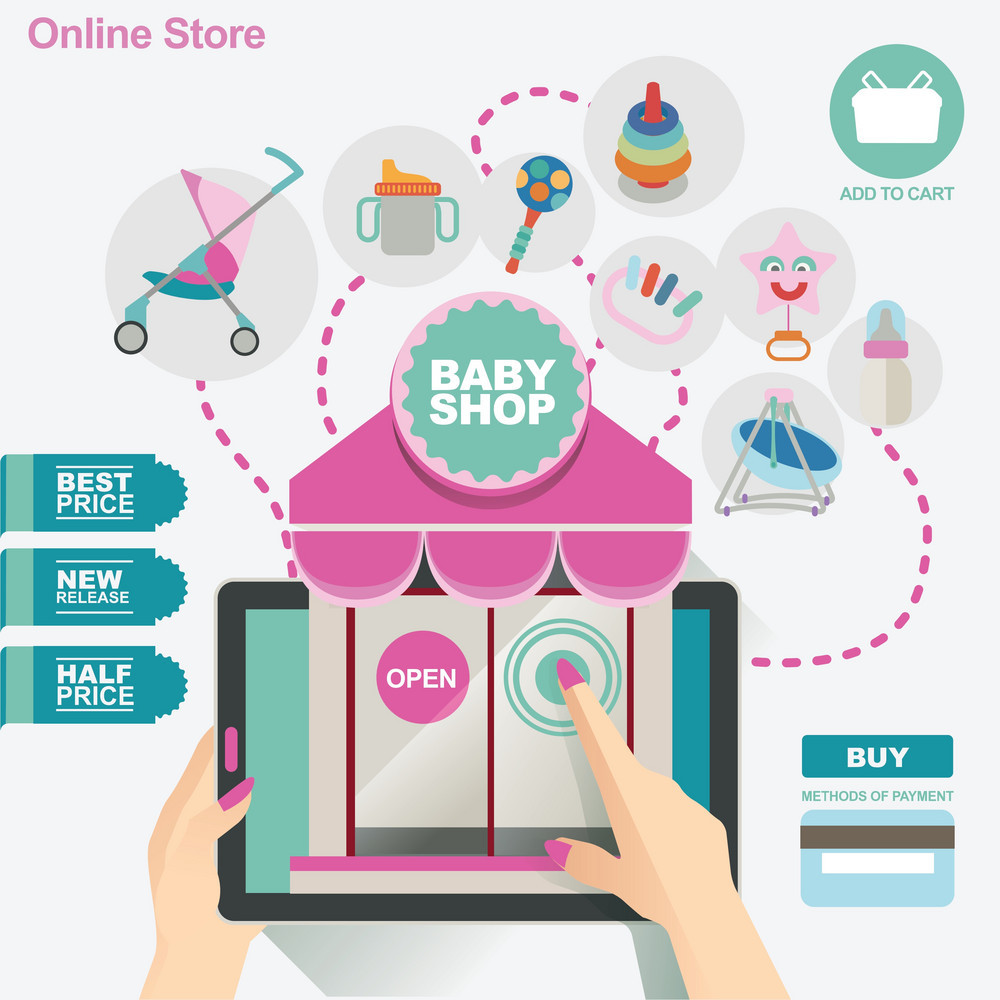 Online Store
ADD TO CART
BABY
SHOP
BEST
PRICE
NEW
RELEASE
HALF
PRICE
OPEN
BUY
METHODS OF PAYMENT